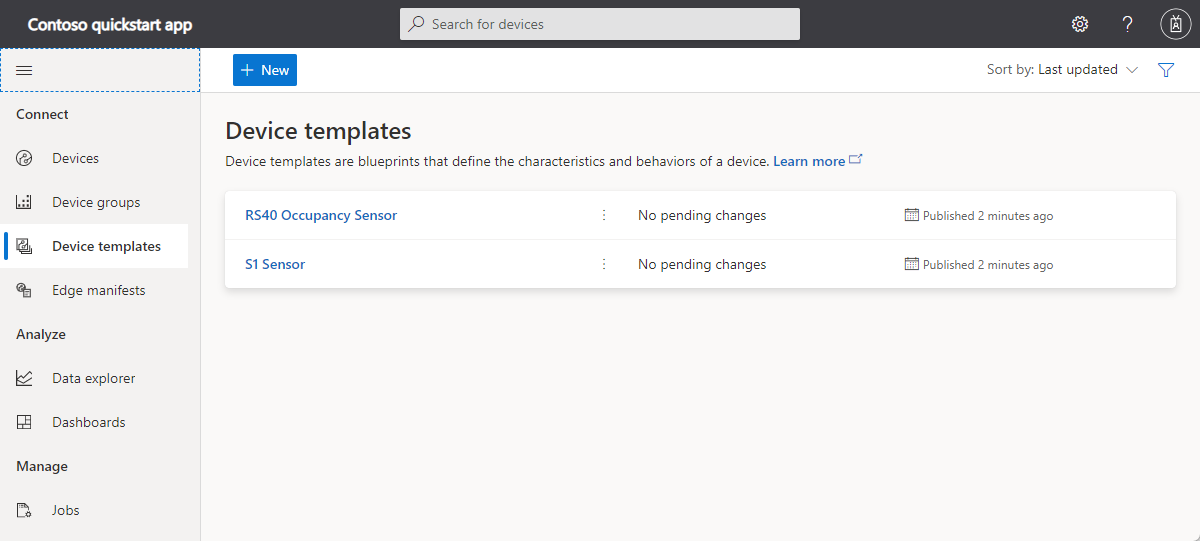 Contoso quickstart app
Search for devices
?
New
Sort by: Last updated
Connect
Devices
Device groups
Device templates
Edge manifests
Analyze
Data explorer
Dashboards
Manage
Jobs
Device templates
Device templates are blueprints that define the characteristics and behaviors of a device. Learn more
RS40 Occupancy Sensor No pending changes Published 2 minutes ago
S1 Sensor No pending changes Published 2 minutes ago